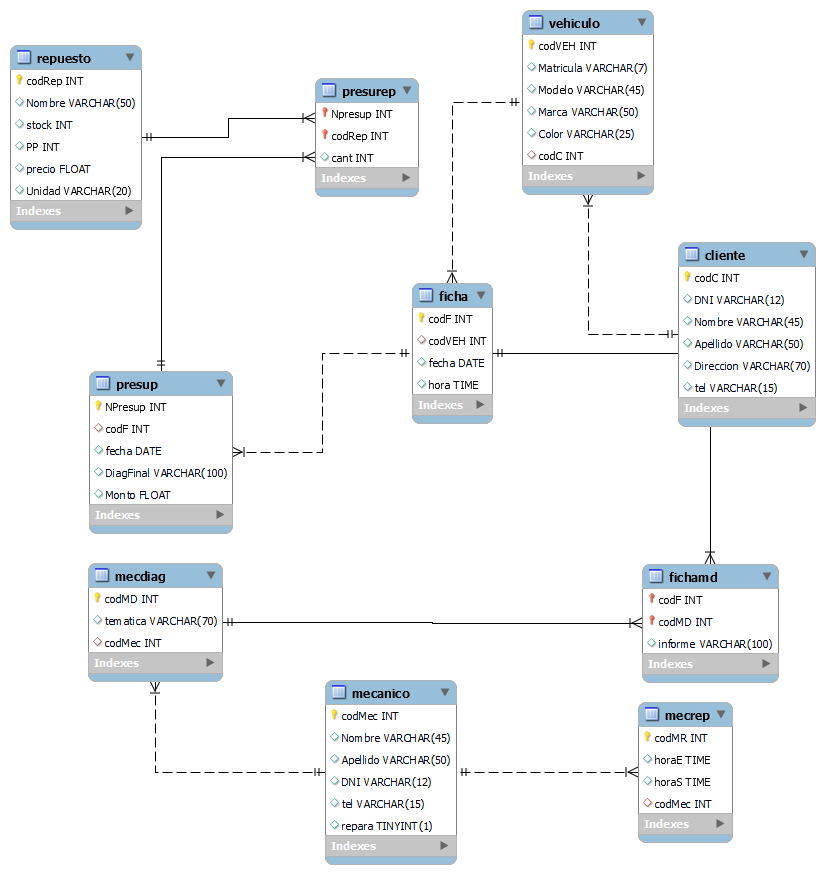 vehiculo
codVEH INT
Matricula VARCHAR(7)
Modelo VARCHAR(45)
Marca VARCHAR(50)
Color VARCHAR(25)
codC INT
Indexes
repuesto
codRep INT
Nombre VARCHAR(50)
stock INT
PP INT
precio FLOAT
Unidad VARCHAR(20)
Indexes
presurep
Npresup INT
codRep INT
cant INT
Indexes
cliente
codC INT
DNI VARCHAR(12)
Nombre VARCHAR(45)
Apellido VARCHAR(50)
Direccion VARCHAR(70)
tel VARCHAR(15)
Indexes
ficha
codF INT
codVEH INT
fecha DATE
hora TIME
Indexes
presup
NPresup INT
codF INT
fecha DATE
DiagFinal VARCHAR(100)
Monto FLOAT
Indexes
mecdiag
codMD INT
tematica VARCHAR(70)
codMec INT
Indexes
fichamd
codF INT
codMD INT
informe VARCHAR(100)
Indexes
mecanico
codMec INT
Nombre VARCHAR(45)
Apellido VARCHAR(50)
DNI VARCHAR(12)
tel VARCHAR(15)
repara TINYINT(1)
Indexes
mecrep
codMR INT
horaE TIME
horaS TIME
codMec INT
Indexes